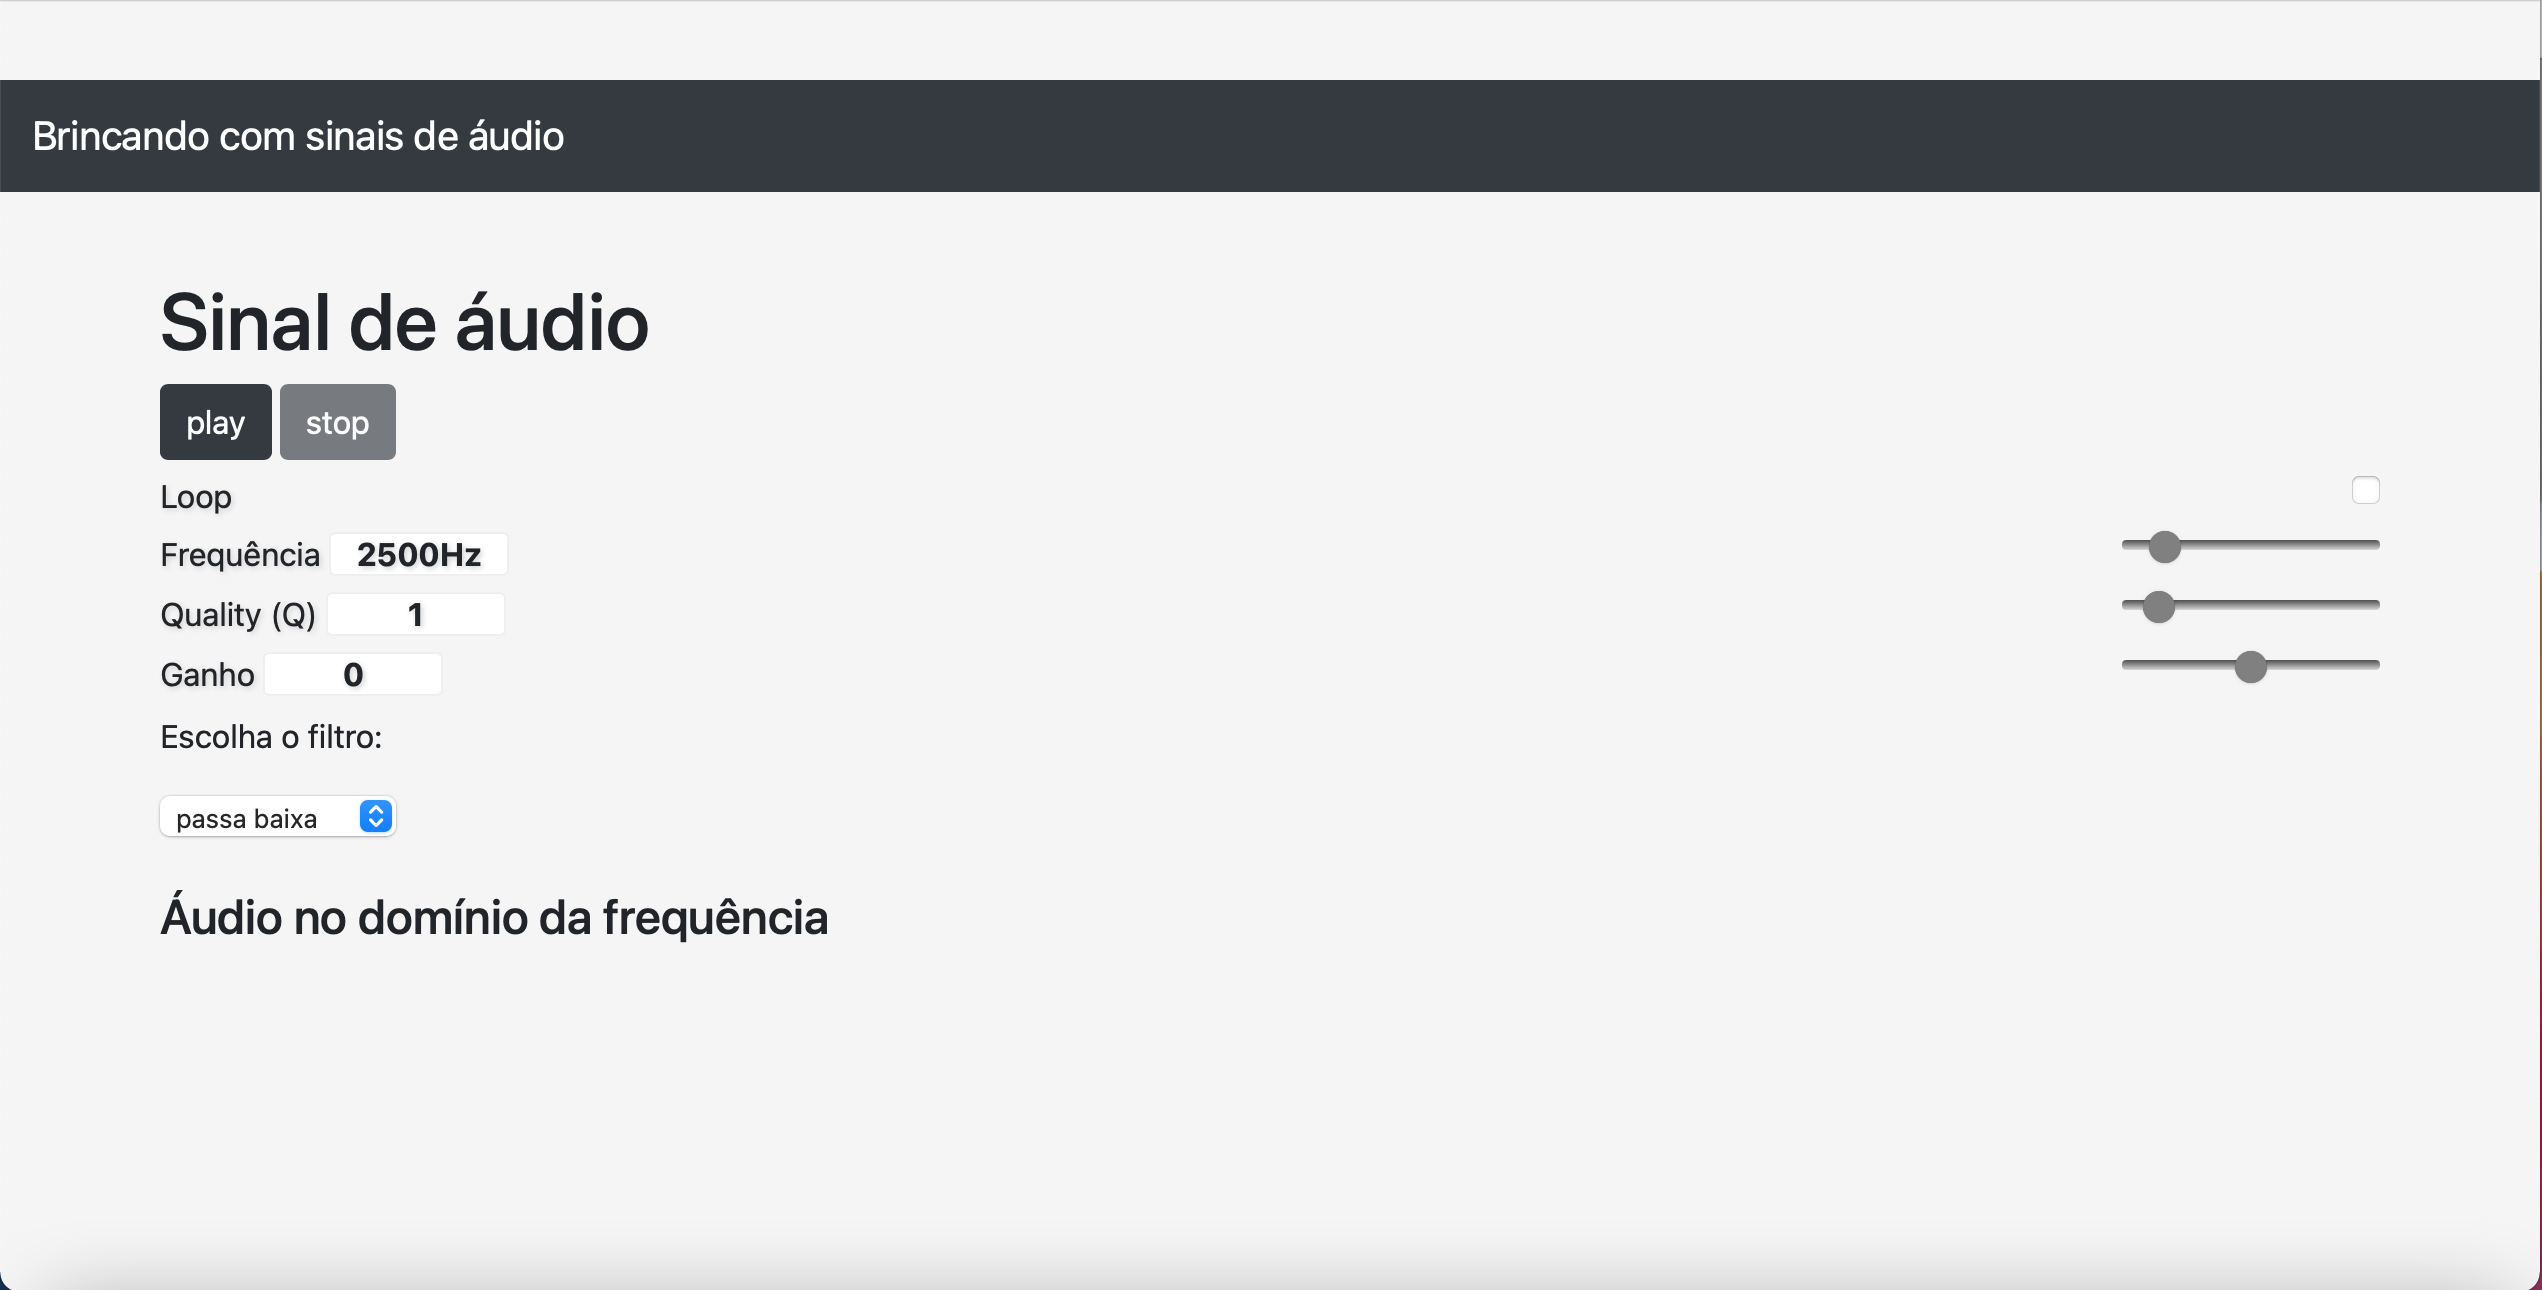 Brincando com sinais de áudio
Sinal de áudio
play stop
Loop
Frequência 2500Hz
Quality (Q) 1
Ganho 0
Escolha o filtro:
passa baixa
Áudio no domínio da frequência